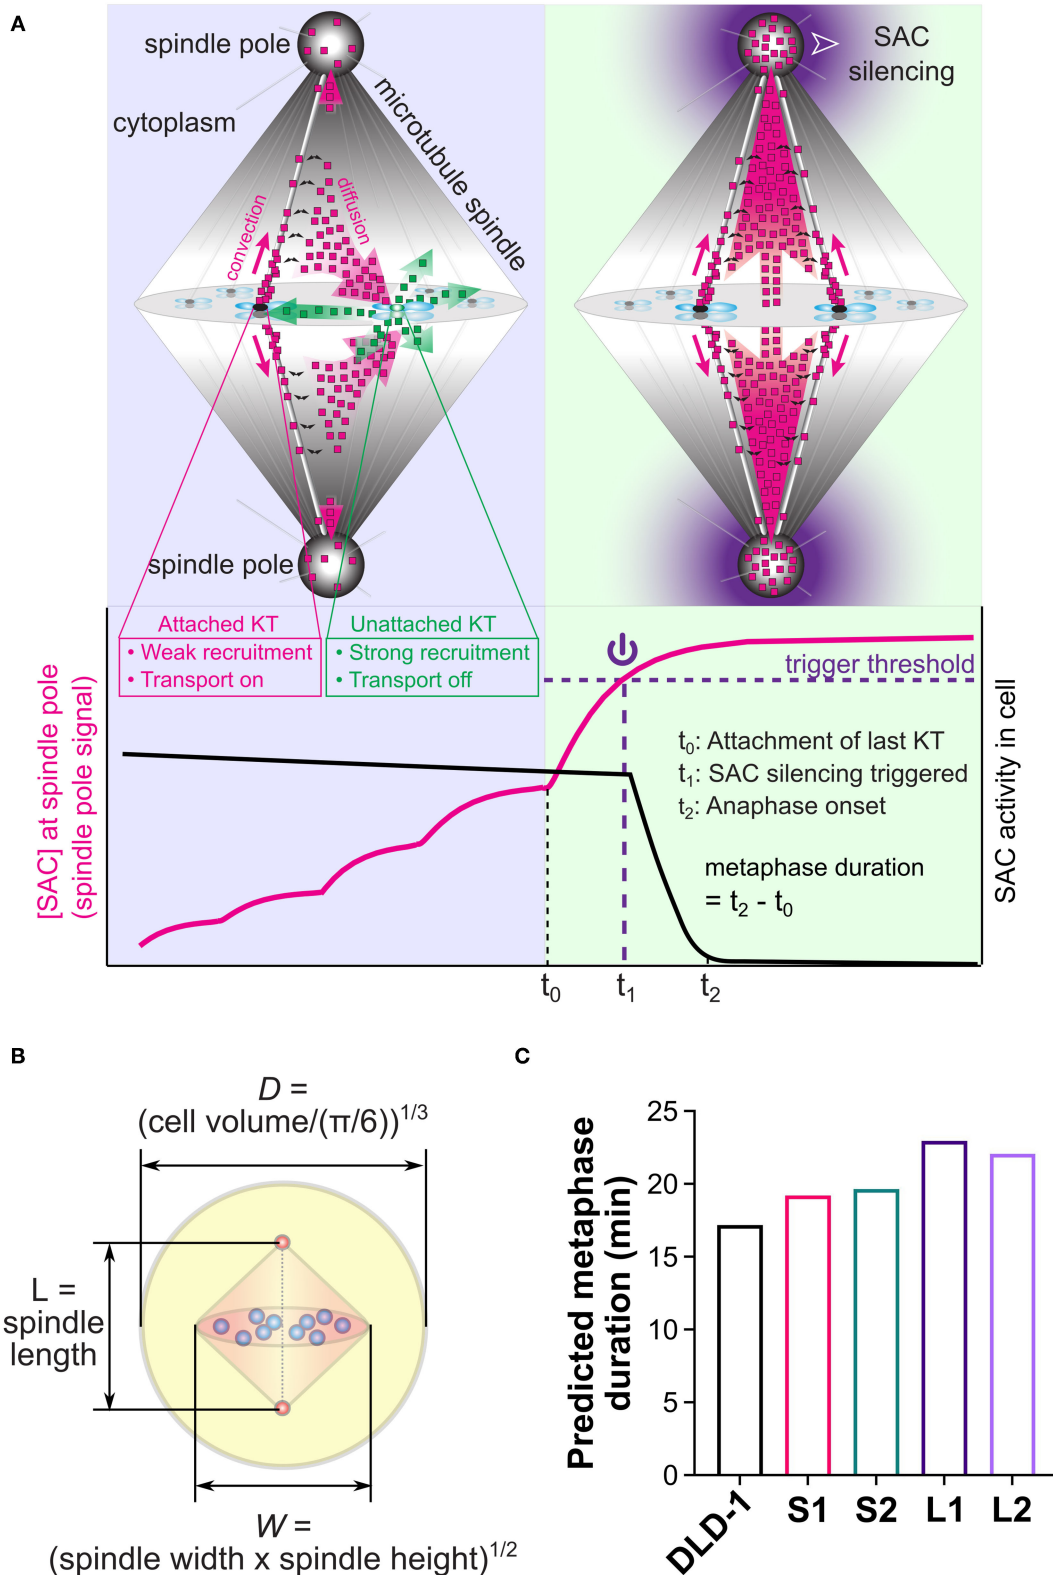 A
spindle pole
cytoplasm
microtubule spindle
convection
diffusion
spindle pole
SAC
silencing
Attached KT
• Weak recruitment
• Transport on
Unattached KT
• Strong recruitment
• Transport off
trigger threshold
[SAC] at spindle pole
(spindle pole signal)
SAC activity in cell
t0: Attachment of last KT
t1: SAC silencing triggered
t2: Anaphase onset
metaphase duration
= t2 - t0
t0
t1
t2
B
D =
(cell volume/(π/6))1/3
L =
spindle
length
W =
(spindle width x spindle height)1/2
C
Predicted metaphase
duration (min)
25
20
15
10
5
0
DLD-1
S1
S2
L1
L2